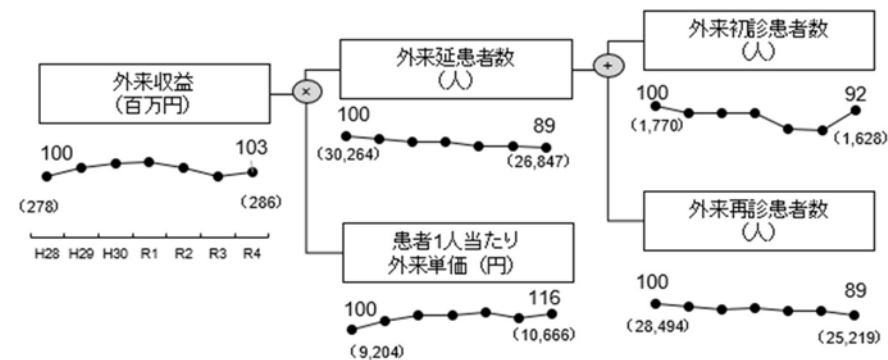 外来収益
（百万円）
100
103
（278）
（286）
H28 H29 H30 R1 R2 R3 R4
×
外来延患者数
（人）
100
89
（30,264）
（26,847）
患者1人当たり
外来単価（円）
100
116
（9,204）
（10,666）
+
外来初診患者数
（人）
100
92
（1,770）
（1,628）
外来再診患者数
（人）
100
89
（28,494）
（25,219）